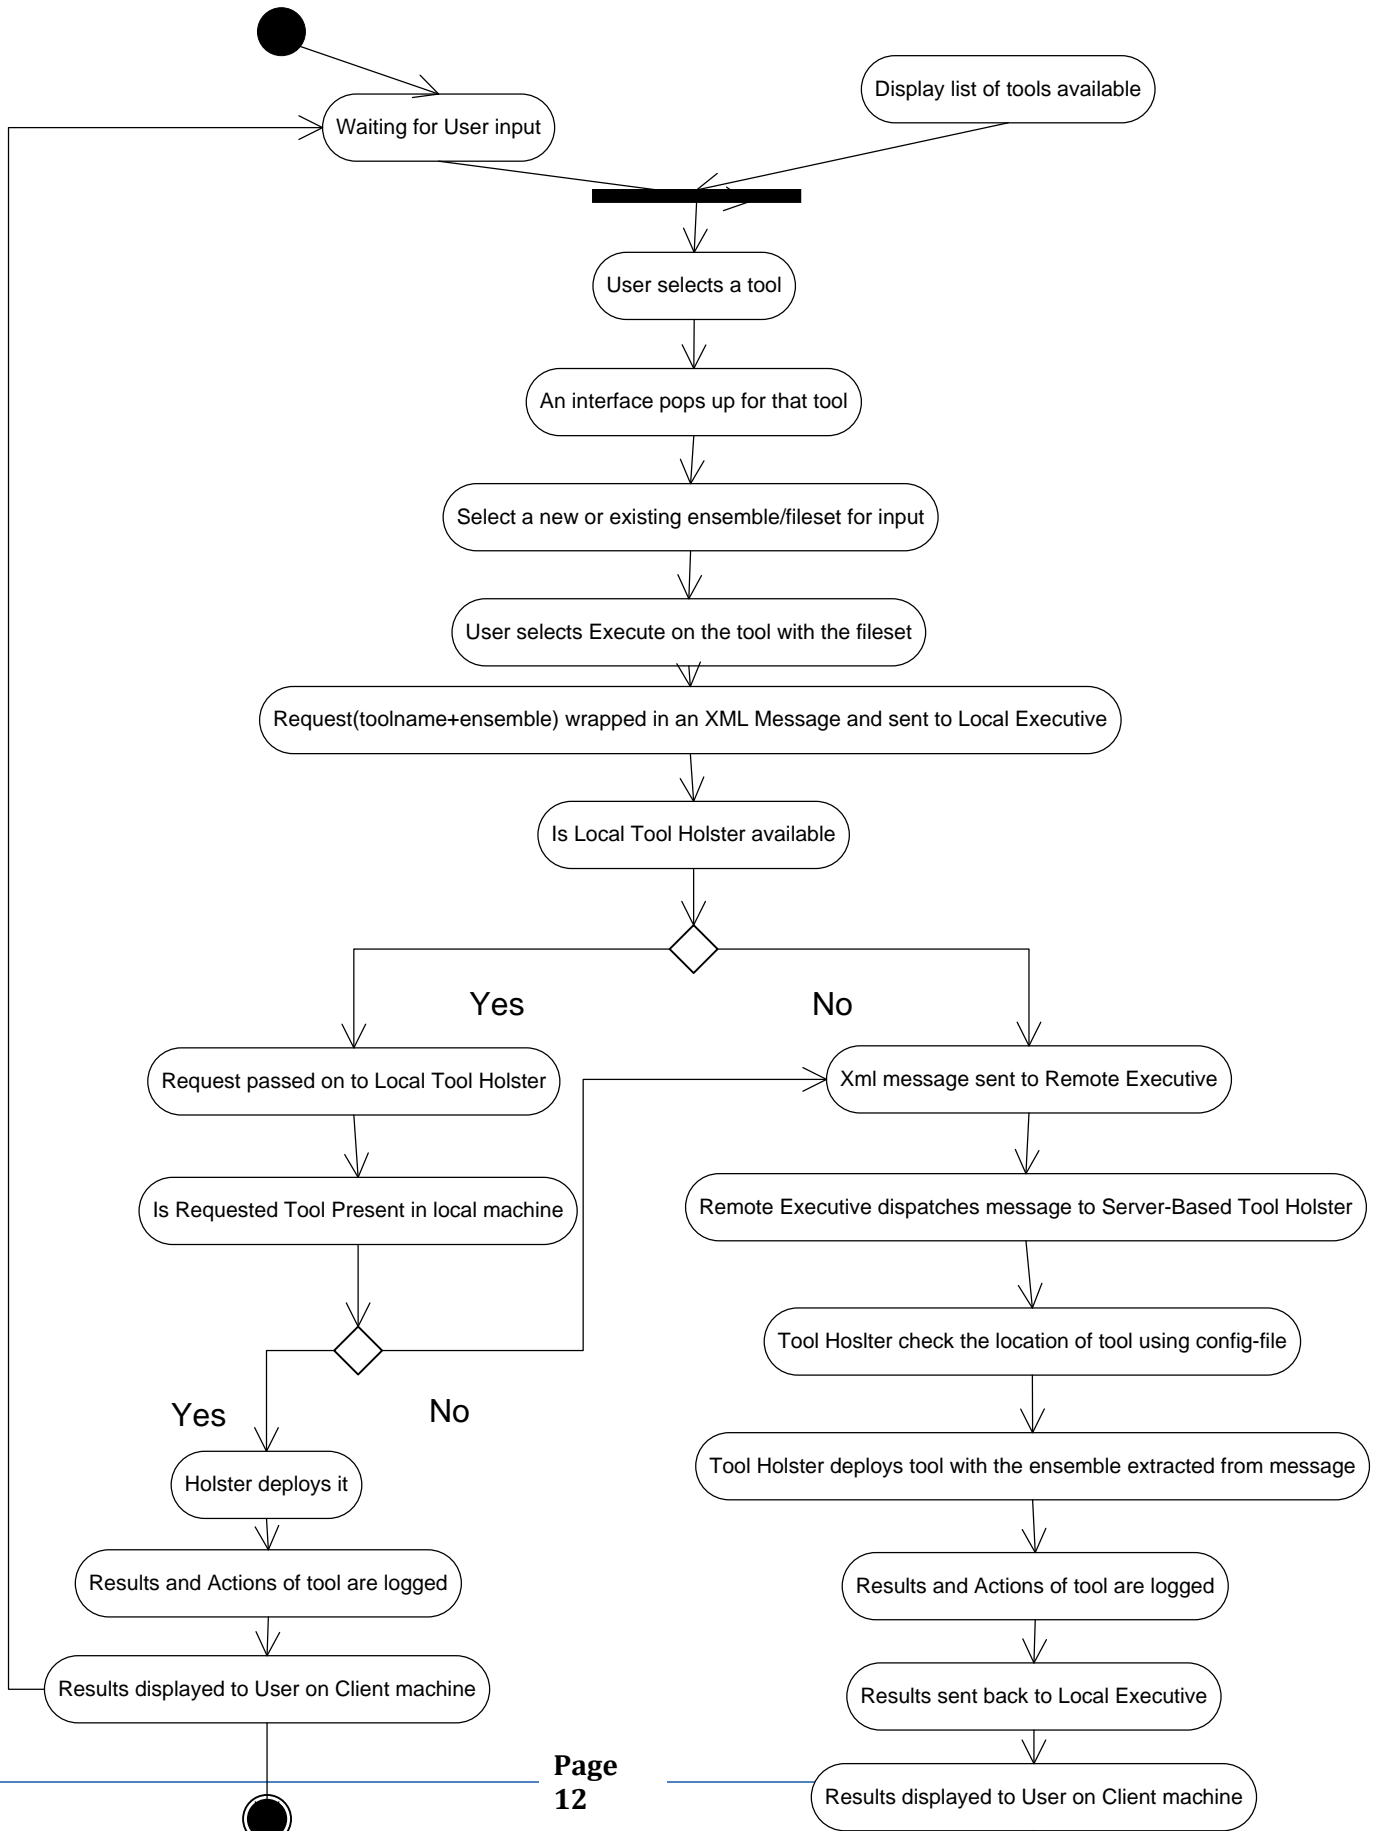 Display list of tools available
Waiting for User input
User selects a tool
An interface pops up for that tool
Select a new or existing ensemble/fileset for input
User selects Execute on the tool with the fileset
Request(toolname+ensemble) wrapped in an XML Message and sent to Local Executive
Is Local Tool Holster available
Yes
No
Request passed on to Local Tool Holster
Xml message sent to Remote Executive
Is Requested Tool Present in local machine
Remote Executive dispatches message to Server-Based Tool Holster
Tool Hoslter check the location of tool using config-file
Yes
No
Holster deploys it
Tool Holster deploys tool with the ensemble extracted from message
Results and Actions of tool are logged
Results and Actions of tool are logged
Results displayed to User on Client machine
Results sent back to Local Executive
Page
12
Results displayed to User on Client machine